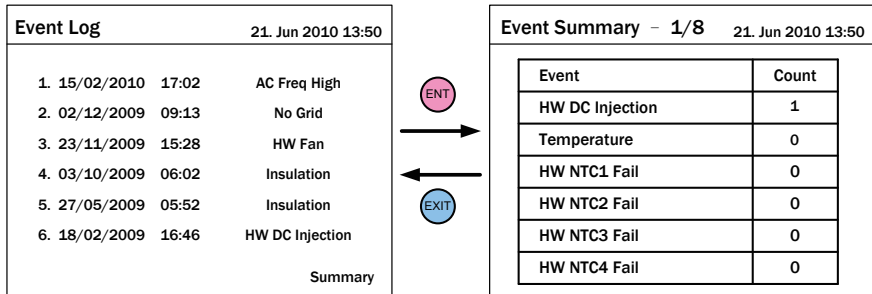 Event Log 21. Jun 2010 13:50
1. 15/02/2010 17:02 AC Freq High
2. 02/12/2009 09:13 No Grid
3. 23/11/2009 15:28 HW Fan
4. 03/10/2009 06:02 Insulation
5. 27/05/2009 05:52 Insulation
6. 18/02/2009 16:46 HW DC Injection
Summary
ENT
EXIT
Event Summary – 1/8 21. Jun 2010 13:50
Event Count
HW DC Injection 1
Temperature 0
HW NTC1 Fail 0
HW NTC2 Fail 0
HW NTC3 Fail 0
HW NTC4 Fail 0